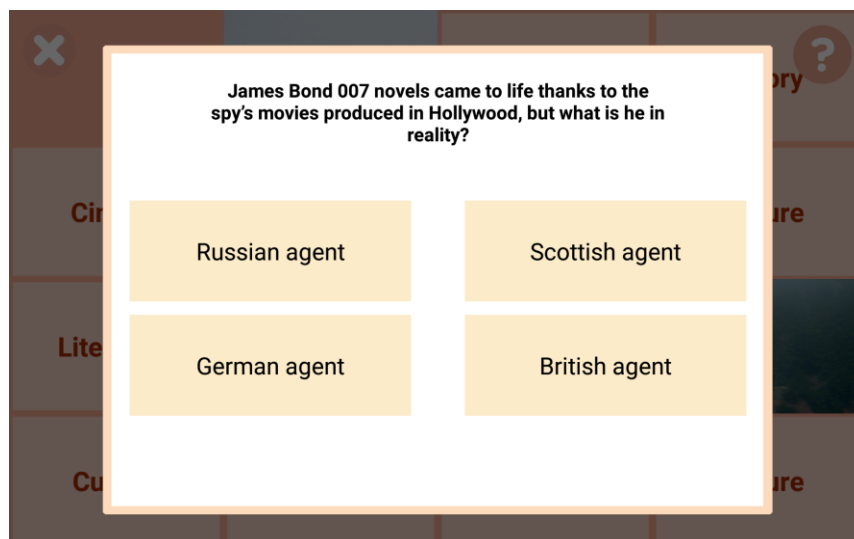 James Bond 007 novels came to life thanks to the
spy's movies produced in Hollywood, but what is he in
reality?
?
Russian agent
Scottish agent
German agent
British agent